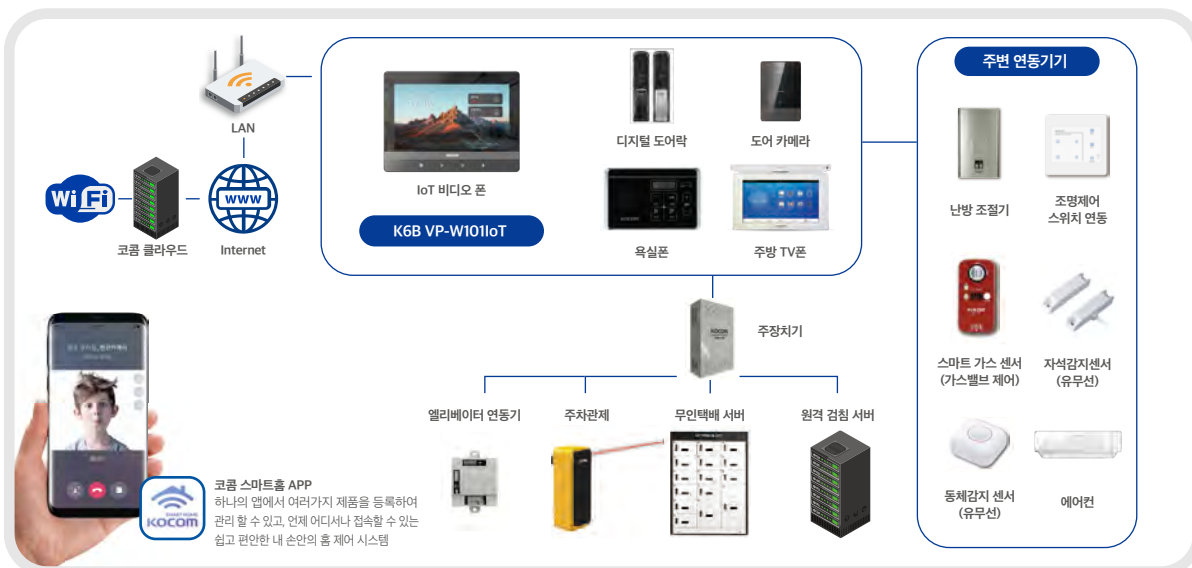 LAN
WiFi
코콤 클라우드
WWW
Internet
IoT 비디오 폰
K6B VP-W101IoT
디지털 도어락
도어 카메라
KOCOM
욕실폰
주방 TV폰
주변 연동기기
난방 조절기
조명제어
스위치 연동
스마트 가스 센서
(가스밸브 제어)
자석감지센서
(유무선)
동체감지 센서
(유무선)
에어컨
KOCOM
주장치기
엘리베이터 연동기
주차관제
무인택배 서버
원격 검침 서버
SMART HOME
KOCOM
코콤 스마트홈 APP
하나의 앱에서 여러가지 제품을 등록하여
관리 할 수 있고, 언제 어디서나 접속할 수 있는
쉽고 편안한 내 손안의 홈 제어 시스템